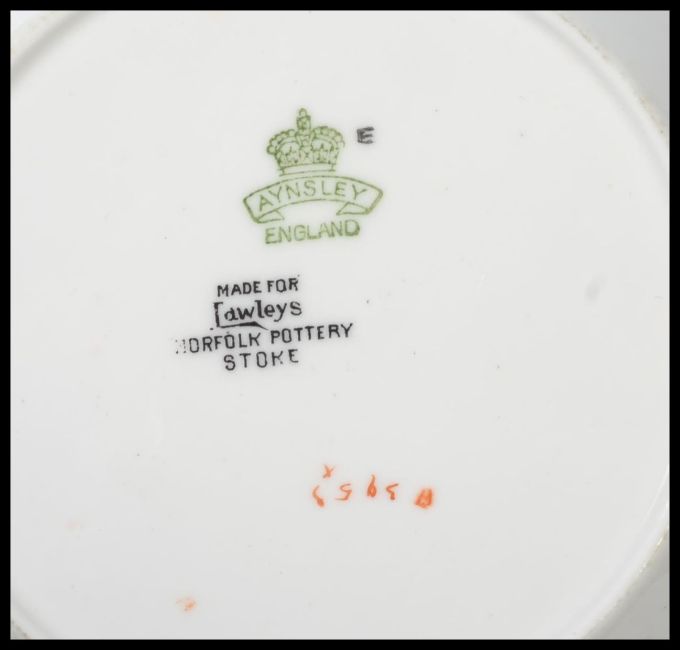 E
AYNSLEY
ENGLAND
MADE FOR
Lawleys
NORFOLK POTTERY
STOKE